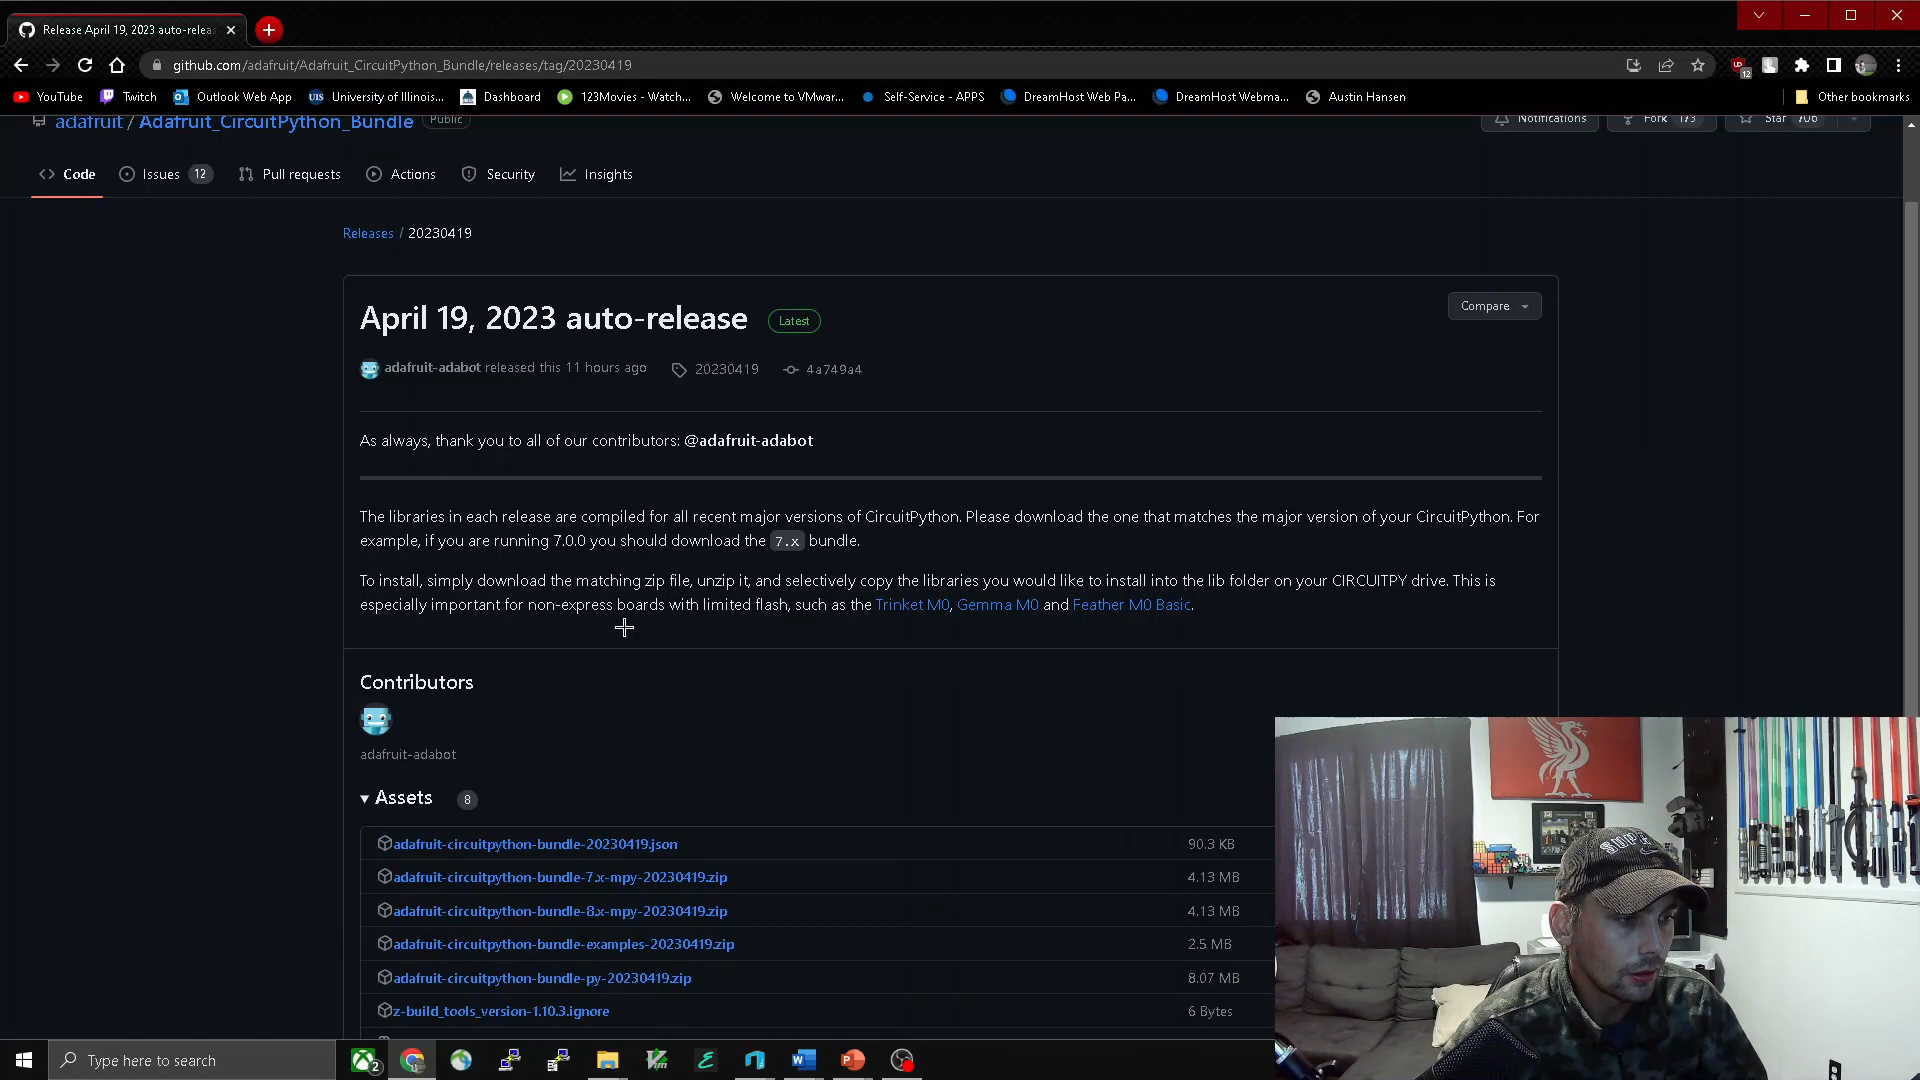 Release April 19, 2023 auto-relea
github.com/adafruit/Adafruit_CircuitPython_Bundle/releases/tag/20230419
12
YouTube Twitch Outlook Web App UIS University of Illinois... Dashboard 123Movies - Watch... Welcome to VMwar... Self-Service - APPS DreamHost Web Pa... DreamHost Webma... Austin Hansen Other bookmarks
adafruit / Adafruit_CircuitPython_Bundle Public Notifications Fork 173 Star 706
Code Issues 12 Pull requests Actions Security Insights
Releases / 20230419
April 19, 2023 auto-release Latest Compare
adafruit-adabot released this 11 hours ago 20230419 4a749a4
As always, thank you to all of our contributors: @adafruit-adabot
The libraries in each release are compiled for all recent major versions of CircuitPython. Please download the one that matches the major version of your CircuitPython. For
example, if you are running 7.0.0 you should download the 7.x bundle.
To install, simply download the matching zip file, unzip it, and selectively copy the libraries you would like to install into the lib folder on your CIRCUITPY drive. This is
especially important for non-express boards with limited flash, such as the Trinket M0, Gemma M0 and Feather M0 Basic.
Contributors
adafruit-adabot
Assets 8
adafruit-circuitpython-bundle-20230419.json 90.3 KB
adafruit-circuitpython-bundle-7.x-mpy-20230419.zip 4.13 MB
adafruit-circuitpython-bundle-8.x-mpy-20230419.zip 4.13 MB
adafruit-circuitpython-bundle-examples-20230419.zip 2.5 MB
adafruit-circuitpython-bundle-py-20230419.zip 8.07 MB
z-build_tools_version-1.10.3.ignore 6 Bytes
Type here to search 2